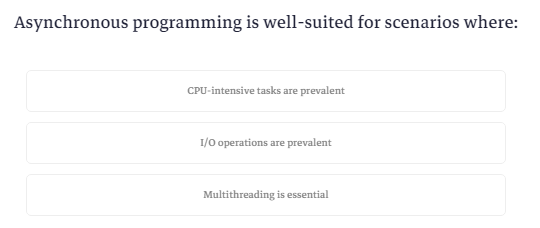 Asynchronous programming is well-suited for scenarios where:
CPU-intensive tasks are prevalent
I/O operations are prevalent
Multithreading is essential